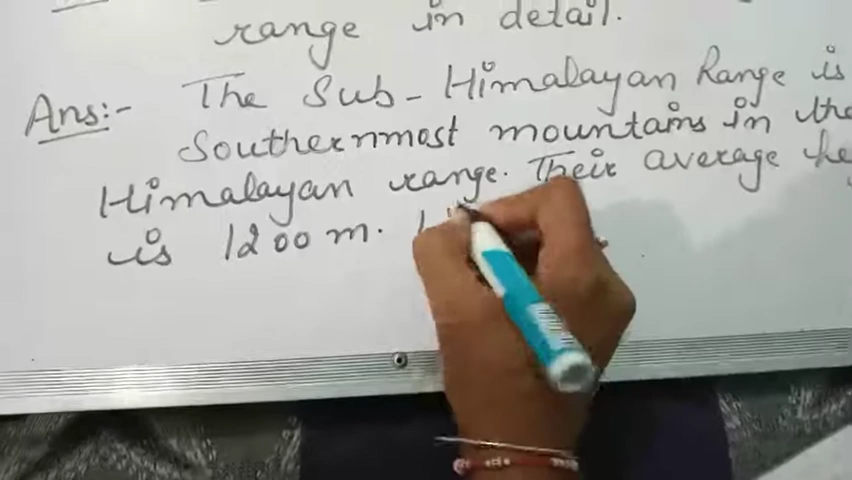 range in detail.
Ans:- The Sub-Himalayan Range is
Southernmost mountains in the
Himalayan range. Their average he
is 1200 m.